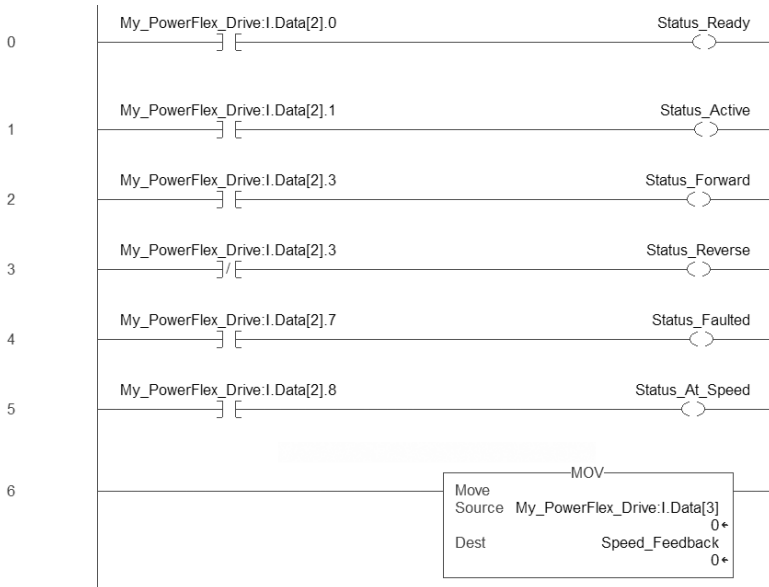 My_PowerFlex_Drive:I.Data[2].0 Status_Ready
0
My_PowerFlex_Drive:I.Data[2].1 Status_Active
1
My_PowerFlex_Drive:I.Data[2].3 Status_Forward
2
My_PowerFlex_Drive:I.Data[2].3 Status_Reverse
3
My_PowerFlex_Drive:I.Data[2].7 Status_Faulted
4
My_PowerFlex_Drive:I.Data[2].8 Status_At_Speed
5
MOV
6
Move
Source My_PowerFlex_Drive:I.Data[3]
0
Dest Speed_Feedback
0